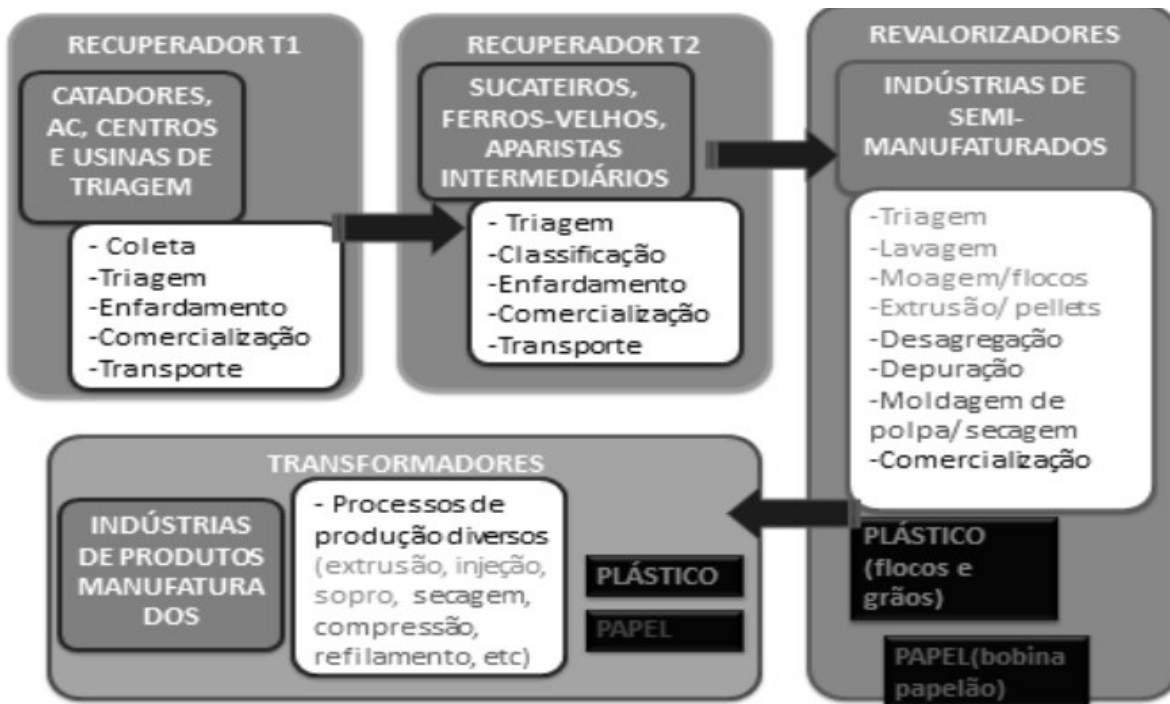 RECUPERADOR T1
CATADORES,
AC, CENTROS
E USINAS DE
TRIAGEM
- Coleta
-Triagem
-Enfardamento
-Comercialização
-Transporte
RECUPERADOR T2
SUCATEIROS,
FERROS-VELHOS,
APARISTAS
INTERMEDIÁRIOS
- Triagem
-Classificação
-Enfardamento
-Comercialização
-Transporte
REVALORIZADORES
INDÚSTRIAS DE
SEMI-
MANUFATURADOS
-Triagem
-Lavagem
-Moagem/flocos
-Extrusão/ pellets
-Desagregação
-Depuração
-Moldagem de
polpa/ secagem
-Comercialização
PLÁSTICO
(flocos e
grãos)
PAPEL(bobina
papelão)
TRANSFORMADORES
INDÚSTRIAS
DE PRODUTOS
MANUFATURA
DOS
- Processos de
produção diversos
(extrusão, injeção,
sopro, secagem,
compressão,
refilamento, etc)
PLÁSTICO
PAPEL